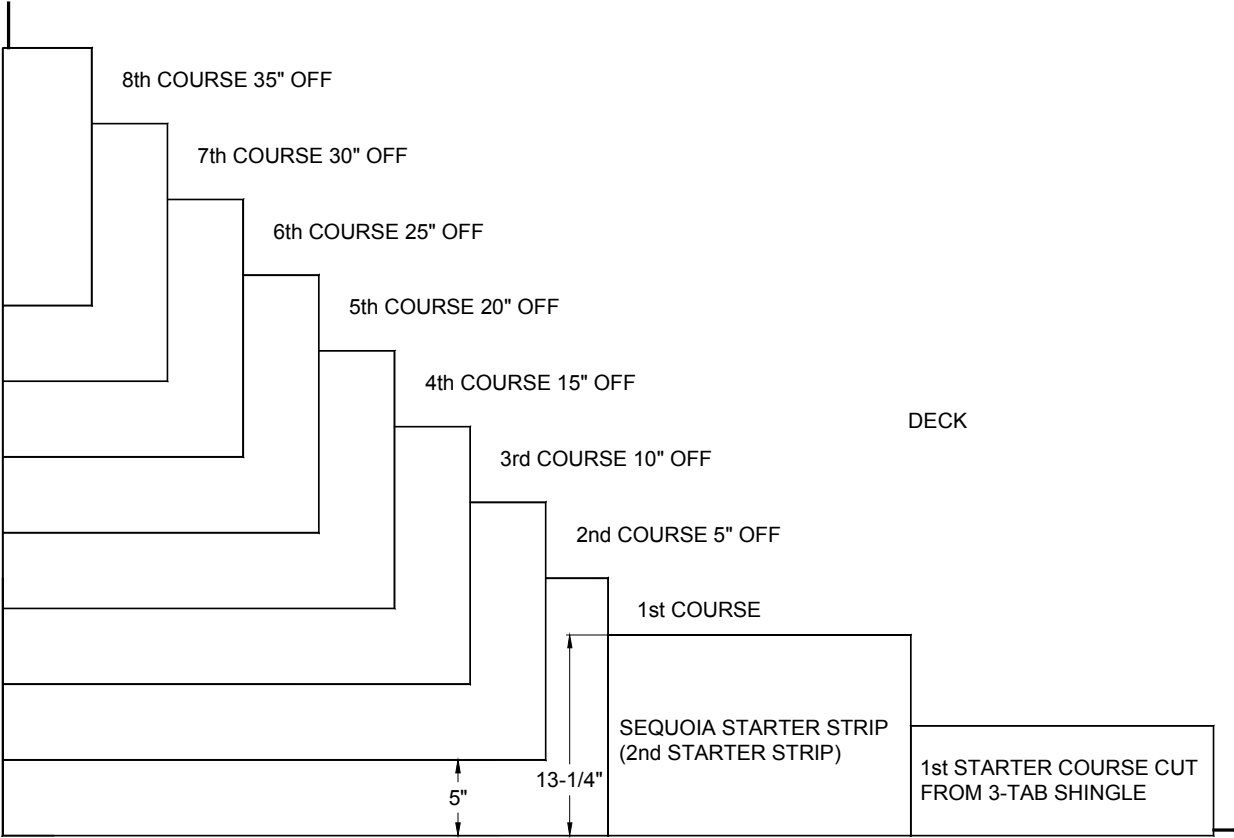 8th COURSE 35" OFF
7th COURSE 30" OFF
6th COURSE 25" OFF
5th COURSE 20" OFF
4th COURSE 15" OFF
DECK
3rd COURSE 10" OFF
2nd COURSE 5" OFF
1st COURSE
SEQUOIA STARTER STRIP
(2nd STARTER STRIP)
13-1/4"
5"
1st STARTER COURSE CUT
FROM 3-TAB SHINGLE